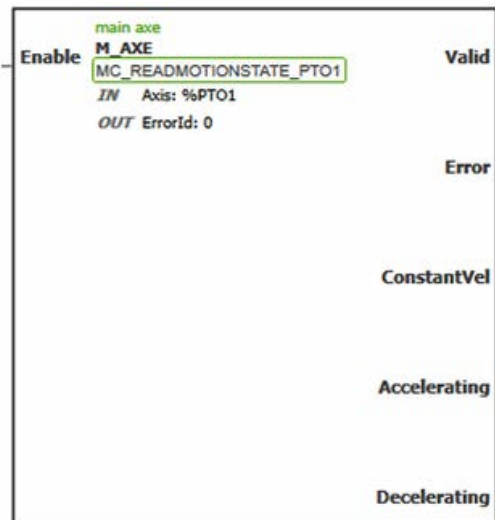 main axe
Enable M_AXE Valid
MC_READMOTIONSTATE_PTO1
IN Axis: %PTO1
OUT ErrorId: 0
Error
ConstantVel
Accelerating
Decelerating